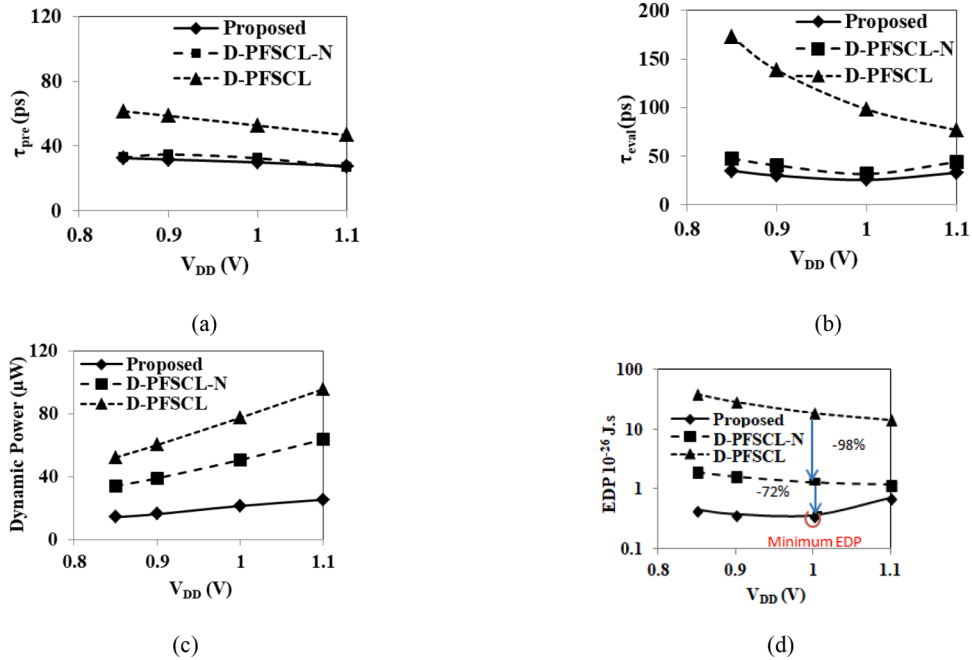 120
80
40
0
τpre (ps)
Proposed
D-PFSCL-N
D-PFSCL
0.8
0.9
1
1.1
VDD (V)
(a)
200
150
100
50
0
τeval(ps)
Proposed
D-PFSCL-N
D-PFSCL
0.8
0.9
1
1.1
VDD (V)
(b)
120
80
40
0
Dynamic Power (µW)
Proposed
D-PFSCL-N
D-PFSCL
0.8
0.9
1
1.1
VDD (V)
(c)
100
10
1
0.1
EDP 10-26 J.s
Proposed
D-PFSCL-N
D-PFSCL
-98%
-72%
Minimum EDP
0.8
0.9
1
1.1
VDD (V)
(d)